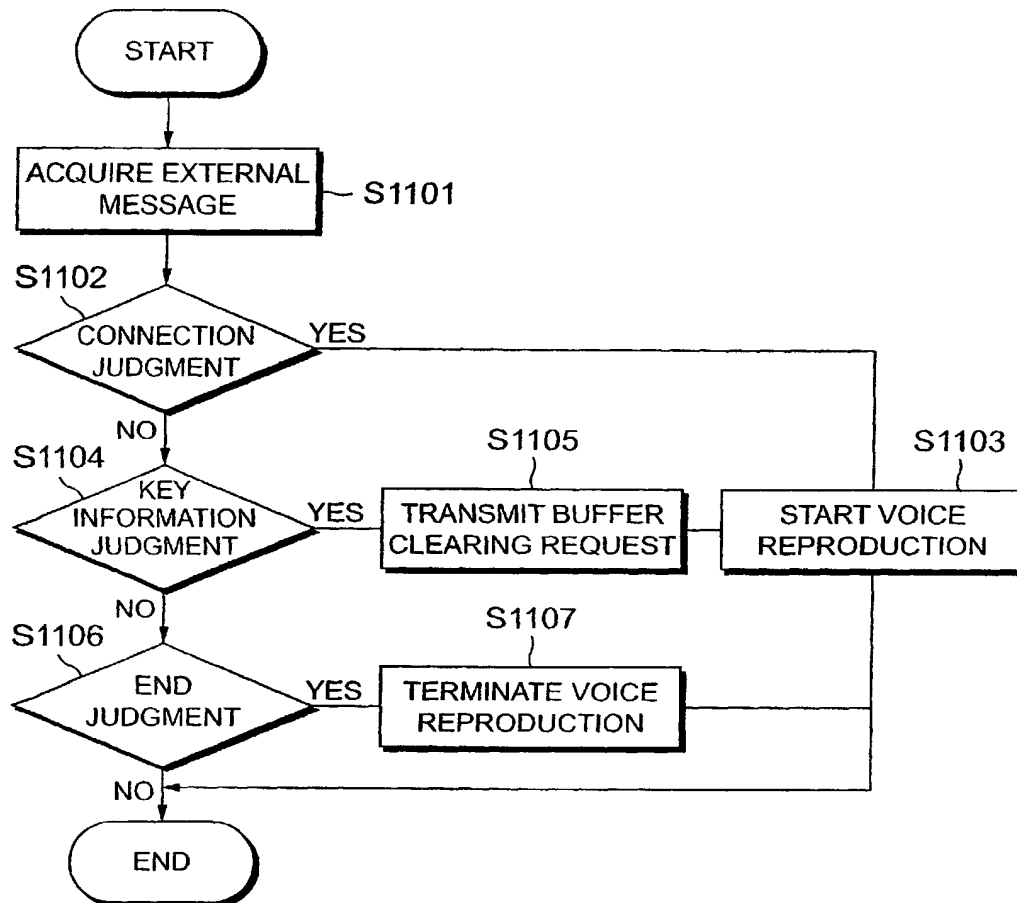 START
ACQUIRE EXTERNAL
MESSAGE
S1101
S1102
CONNECTION
JUDGMENT
YES
NO
S1104
KEY
INFORMATION
JUDGMENT
YES
S1105
TRANSMIT BUFFER
CLEARING REQUEST
S1103
START VOICE
REPRODUCTION
NO
S1106
END
JUDGMENT
YES
S1107
TERMINATE VOICE
REPRODUCTION
NO
END